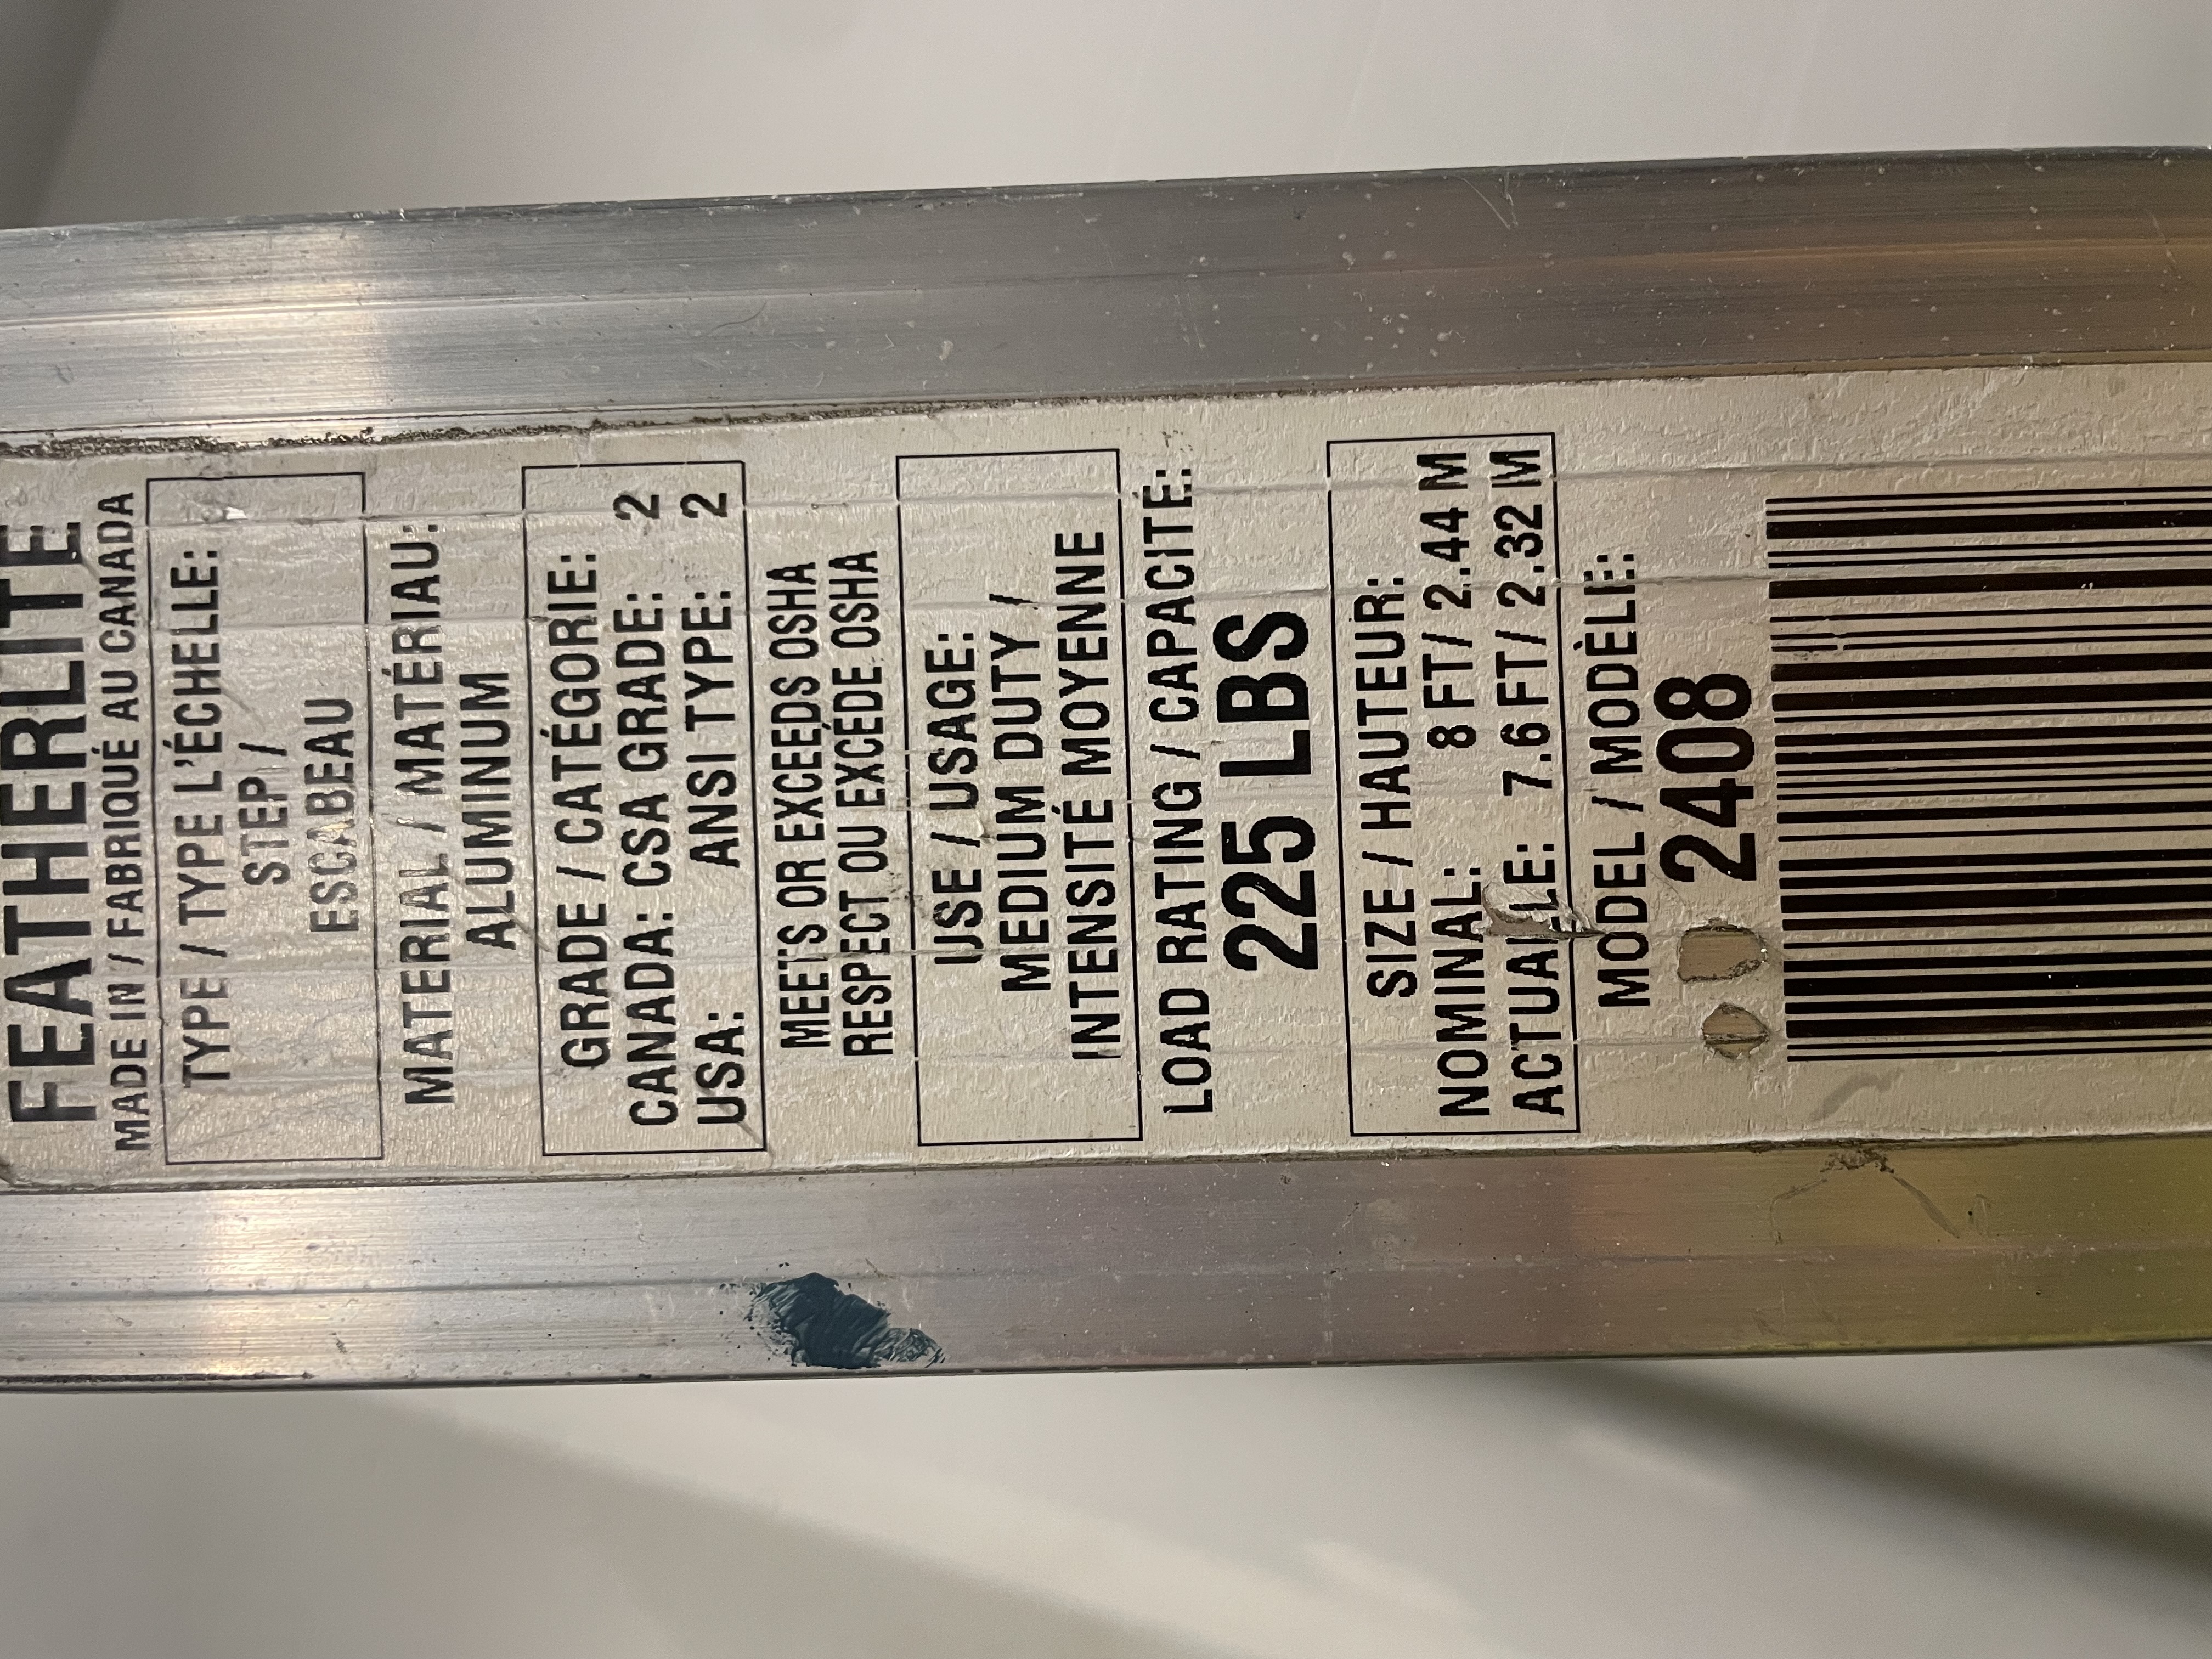 FEATHERLITE
MADE IN / FABRIQUÉ AU CANADA
TYPE / TYPE L'ÉCHELLE:
STEP /
ESCABEAU
MATERIAL / MATÉRIAU:
ALUMINUM
GRADE / CATÉGORIE:
CANADA: CSA GRADE: 2
USA: ANSI TYPE: 2
MEETS OR EXCEEDS OSHA
RESPECT OU EXCÉDE OSHA
USE / USAGE:
MEDIUM DUTY /
INTENSITÉ MOYENNE
LOAD RATING / CAPACITÉ:
225 LBS
SIZE / HAUTEUR:
NOMINAL: 8 FT/ 2.44 M
ACTUAL/LE: 7.6 FT/ 2.32 M
MODEL / MODÈLE:
2408